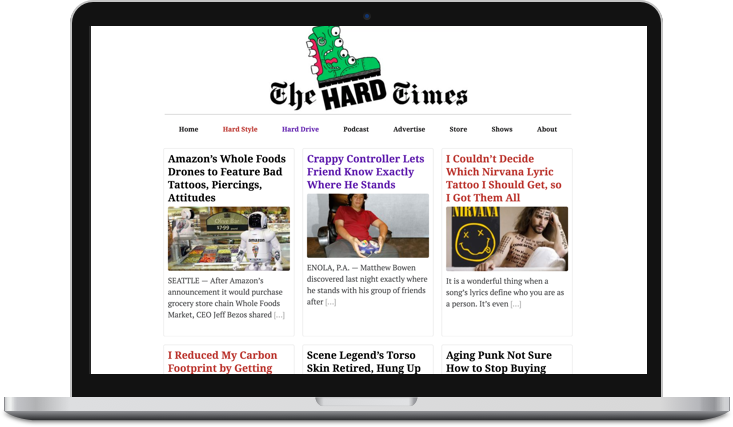 The HARD Times
Home Hard Style Hard Drive Podcast Advertise Store Shows About
Amazon's Whole Foods
Drones to Feature Bad
Tattoos, Piercings,
Attitudes
17.99
amazon
SEATTLE — After Amazon's
announcement it would purchase
grocery store chain Whole Foods
Market, CEO Jeff Bezos shared [...]
Crappy Controller Lets
Friend Know Exactly
Where He Stands
ENOLA, P.A. — Matthew Bowen
discovered last night exactly where
he stands with his group of friends
after [...]
I Couldn't Decide
Which Nirvana Lyric
Tattoo I Should Get, so
I Got Them All
NIRVANA
It is a wonderful thing when a
song's lyrics define who you are as
a person. It's even [...]
I Reduced My Carbon
Footprint by Getting
Scene Legend's Torso
Skin Retired, Hung Up
Aging Punk Not Sure
How to Stop Buying